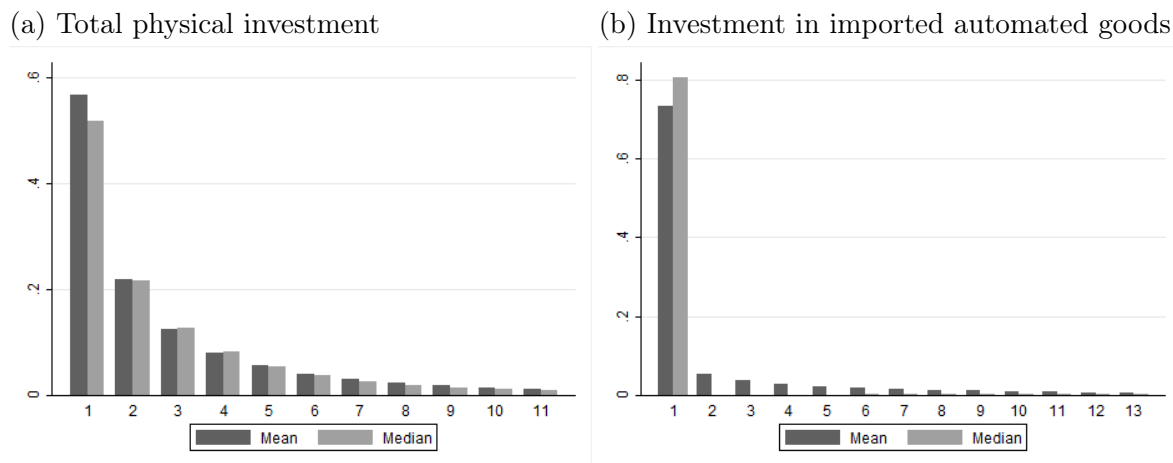 (a) Total physical investment
(b) Investment in imported automated goods
.6
.4
.2
0
1 2 3 4 5 6 7 8 9 10 11
Mean Median
.8
.6
.4
.2
0
1 2 3 4 5 6 7 8 9 10 11 12 13
Mean Median